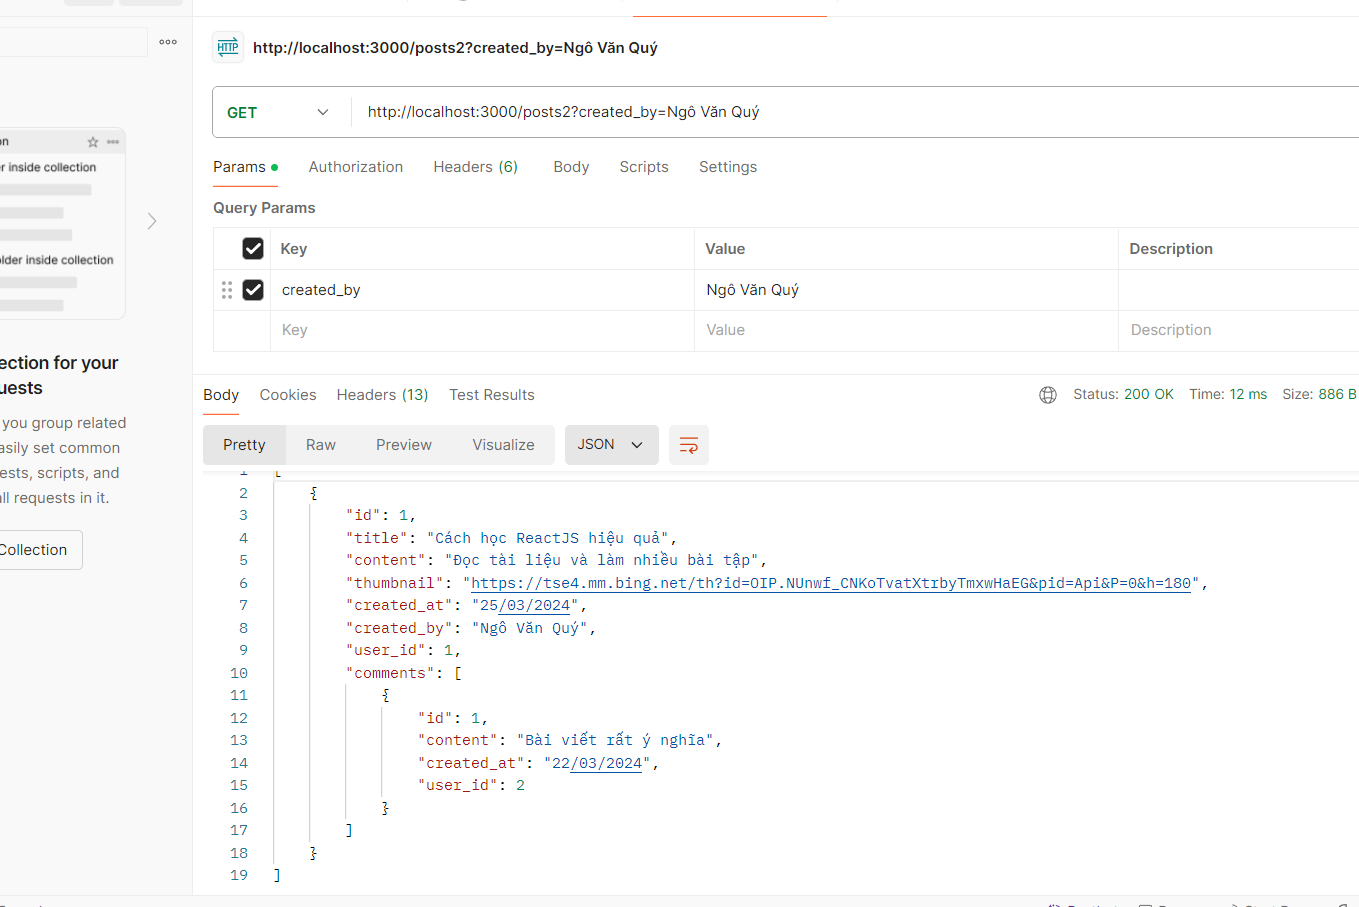 HTTP http://localhost:3000/posts2?created_by=Ngô Văn Quý
GET http://localhost:3000/posts2?created_by=Ngô Văn Quý
Params Authorization Headers (6) Body Scripts Settings
Query Params
Key Value Description
created_by Ngô Văn Quý
Key Value Description
on
r inside collection
lder inside collection
ection for your
uests
you group related
asily set common
ests, scripts, and
all requests in it.
Collection
Body Cookies Headers (13) Test Results Status: 200 OK Time: 12 ms Size: 886 B
Pretty Raw Preview Visualize JSON
1 [
2 {
3 "id": 1,
4 "title": "Cách học ReactJS hiệu quả",
5 "content": "Đọc tài liệu và làm nhiều bài tập",
6 "thumbnail": "https://tse4.mm.bing.net/th?id=OIP.NUnwf_CNKoTvatXtrbyTmxwHaEG&pid=Api&P=0&h=180",
7 "created_at": "25/03/2024",
8 "created_by": "Ngô Văn Quý",
9 "user_id": 1,
10 "comments": [
11 {
12 "id": 1,
13 "content": "Bài viết rất ý nghĩa",
14 "created_at": "22/03/2024",
15 "user_id": 2
16 }
17 ]
18 }
19 ]